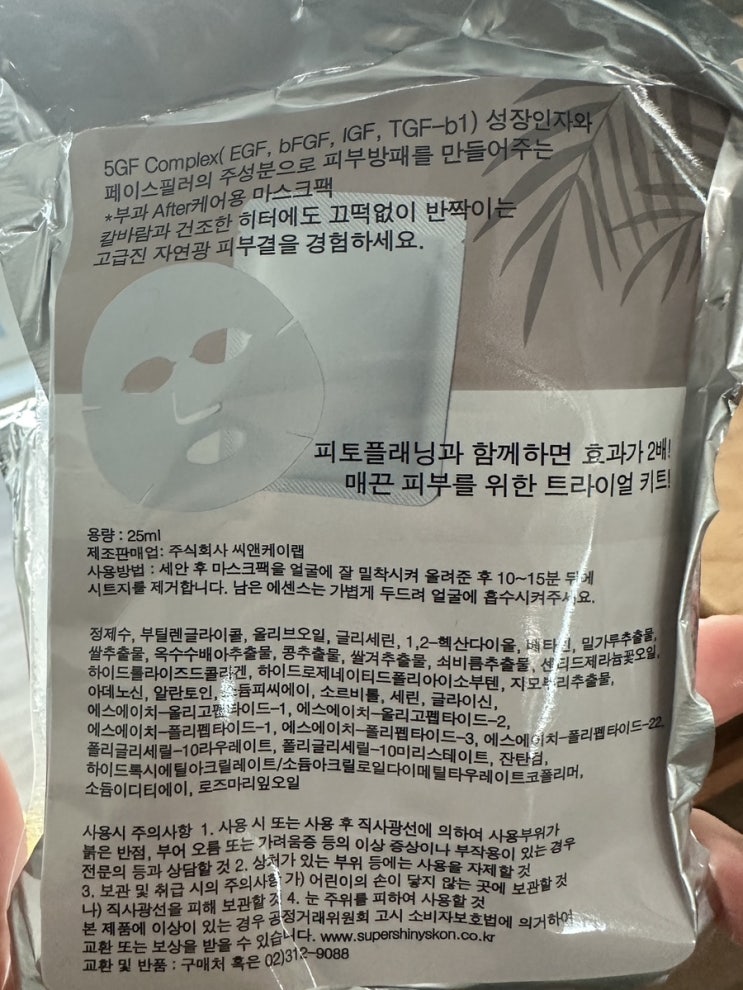 5GF Complex( EGF, bFGF, IGF, TGF-b1) 성장인자와
페이스필러의 주성분으로 피부방패를 만들어주는
*부과 After케어용 마스크팩
칼바람과 건조한 히터에도 끄떡없이 반짝이는
고급진 자연광 피부결을 경험하세요.
피토플래닝과 함께하면 효과가 2배!
매끈 피부를 위한 트라이얼 키트!
용량 : 25ml
제조판매업: 주식회사 씨앤케이랩
사용방법 : 세안 후 마스크팩을 얼굴에 잘 밀착시켜 올려준 후 10~15분 뒤에
시트지를 제거합니다. 남은 에센스는 가볍게 두드려 얼굴에 흡수시켜주세요.
정제수, 부틸렌글라이콜, 올리브오일, 글리세린, 1,2-헥산다이올, 베타인, 밀가루추출물,
쌀추출물, 옥수수배아추출물, 콩추출물, 쌀겨추출물, 쇠비름추출물, 센티드제라늄꽃오일,
하이드롤라이즈드콜라겐, 하이드로제네이티드폴리아이소부텐, 지모뿌리추출물,
아데노신, 알란토인, 소듐피씨에이, 소르비톨, 세린, 글라이신,
에스에이치-올리고펩타이드-1, 에스에이치-올리고펩타이드-2,
에스에이치-폴리펩타이드-1, 에스에이치-폴리펩타이드-3, 에스에이치-폴리펩타이드-22,
폴리글리세릴-10라우레이트, 폴리글리세릴-10미리스테이트, 잔탄검,
하이드록시에틸아크릴레이트/소듐아크릴로일다이메틸타우레이트코폴리머,
소듐이디티에이, 로즈마리잎오일
사용시 주의사항 1. 사용 시 또는 사용 후 직사광선에 의하여 사용부위가
붉은 반점, 부어 오름 또는 가려움증 등의 이상 증상이나 부작용이 있는 경우
전문의 등과 상담할 것 2. 상처가 있는 부위 등에는 사용을 자제할 것
3. 보관 및 취급 시의 주의사항 가) 어린이의 손이 닿지 않는 곳에 보관할 것
나) 직사광선을 피해 보관할 것 4. 눈 주위를 피하여 사용할 것
본 제품에 이상이 있는 경우 공정거래위원회 고시 소비자보호법에 의거하여
교환 또는 보상을 받을 수 있습니다. www.supershinyskon.co.kr
교환 및 반품 : 구매처 혹은 02)312-9088